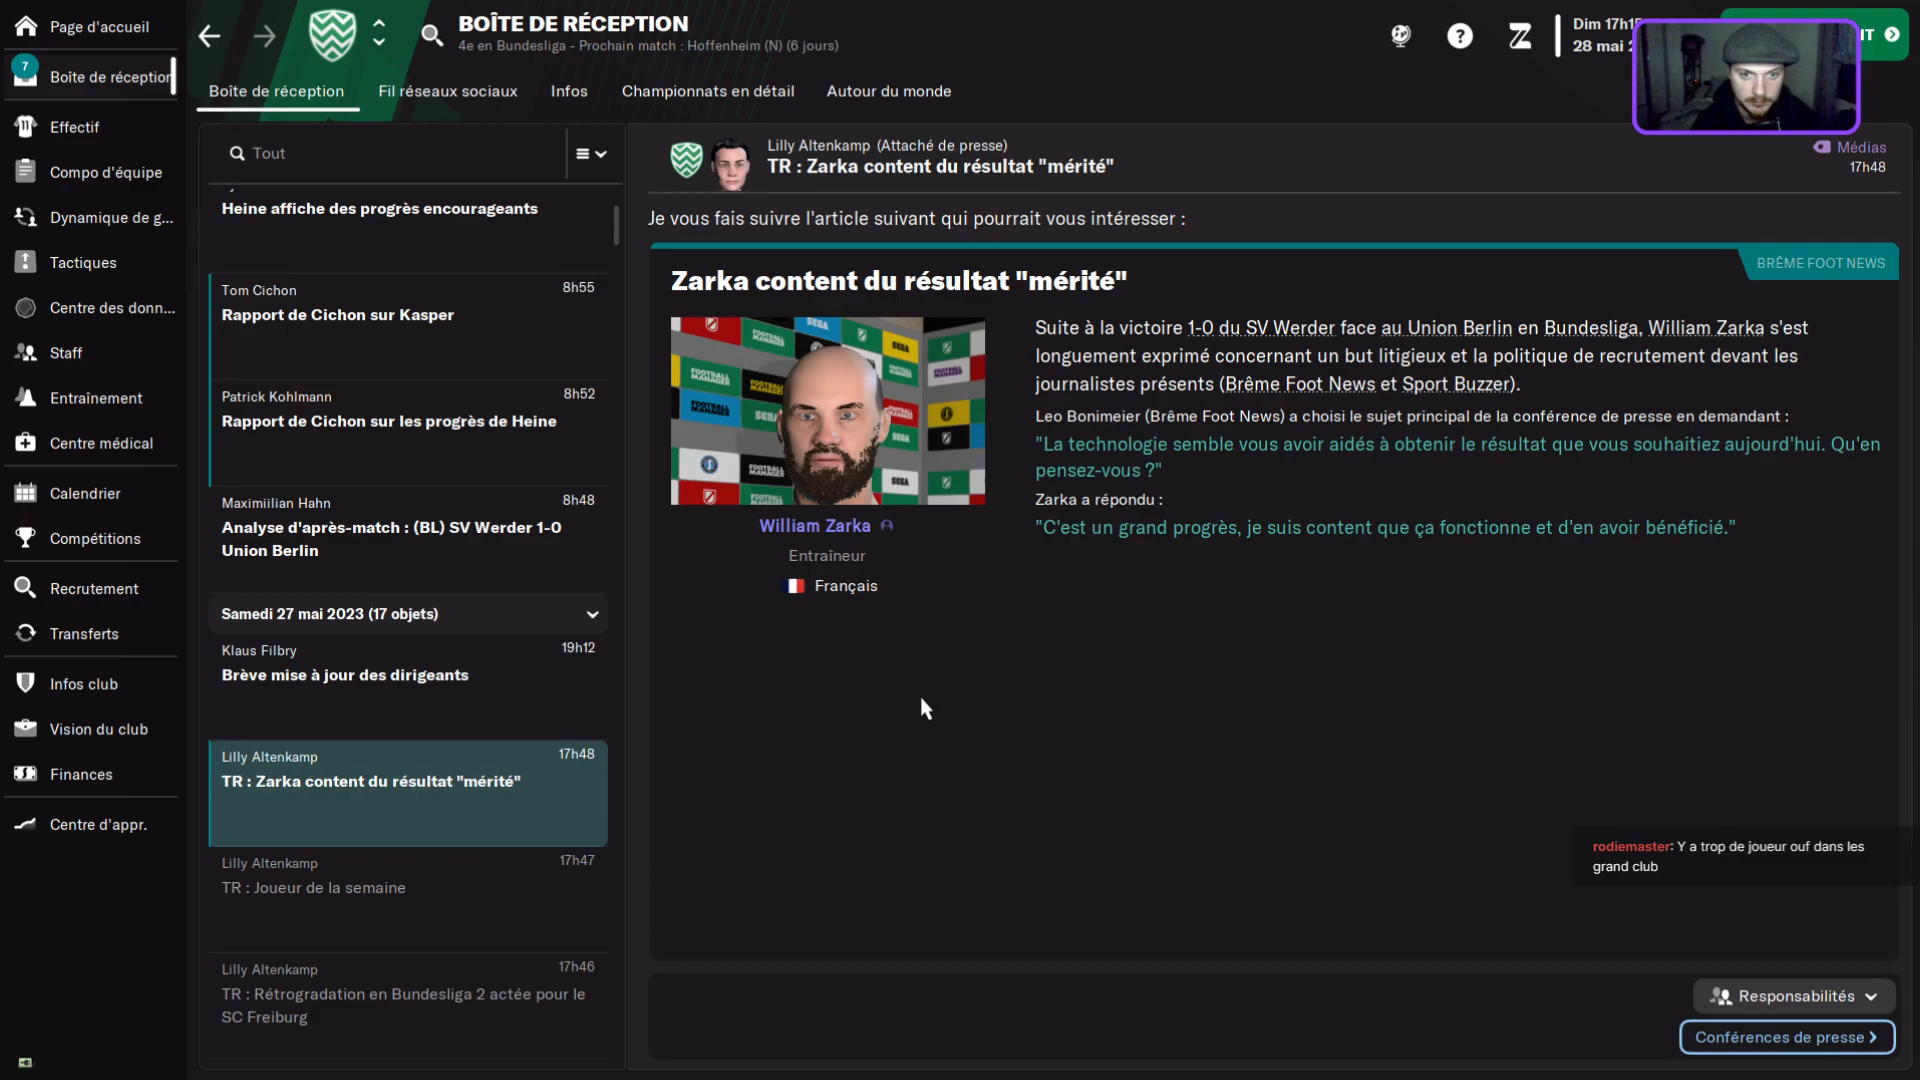 Page d'accueil
7
Boîte de réception
Effectif
Compo d'équipe
Dynamique de g...
Tactiques
Centre des donn...
Staff
Entraînement
Centre médical
Calendrier
Compétitions
Recrutement
Transferts
Infos club
Vision du club
Finances
Centre d'appr.
BOÎTE DE RÉCEPTION
4e en Bundesliga - Prochain match : Hoffenheim (N) (6 jours)
Dim 17h15
28 mai 2
IT
Boîte de réception
Fil réseaux sociaux
Infos
Championnats en détail
Autour du monde
Tout
Heine affiche des progrès encourageants
Tom Cichon
8h55
Rapport de Cichon sur Kasper
Patrick Kohlmann
8h52
Rapport de Cichon sur les progrès de Heine
Maximiilian Hahn
8h48
Analyse d'après-match : (BL) SV Werder 1-0
Union Berlin
Samedi 27 mai 2023 (17 objets)
Klaus Filbry
19h12
Brève mise à jour des dirigeants
Lilly Altenkamp
17h48
TR : Zarka content du résultat "mérité"
Lilly Altenkamp
17h47
TR : Joueur de la semaine
Lilly Altenkamp
17h46
TR : Rétrogradation en Bundesliga 2 actée pour le
SC Freiburg
Lilly Altenkamp (Attaché de presse)
TR : Zarka content du résultat "mérité"
Médias
17h48
Je vous fais suivre l'article suivant qui pourrait vous intéresser :
BRÊME FOOT NEWS
Zarka content du résultat "mérité"
William Zarka
Entraîneur
Français
Suite à la victoire 1-0 du SV Werder face au Union Berlin en Bundesliga, William Zarka s'est
longuement exprimé concernant un but litigieux et la politique de recrutement devant les
journalistes présents (Brême Foot News et Sport Buzzer).
Leo Bonimeier (Brême Foot News) a choisi le sujet principal de la conférence de presse en demandant :
"La technologie semble vous avoir aidés à obtenir le résultat que vous souhaitiez aujourd'hui. Qu'en
pensez-vous ?"
Zarka a répondu :
"C'est un grand progrès, je suis content que ça fonctionne et d'en avoir bénéficié."
rodiemaster: Y a trop de joueur ouf dans les
grand club
Responsabilités
Conférences de presse